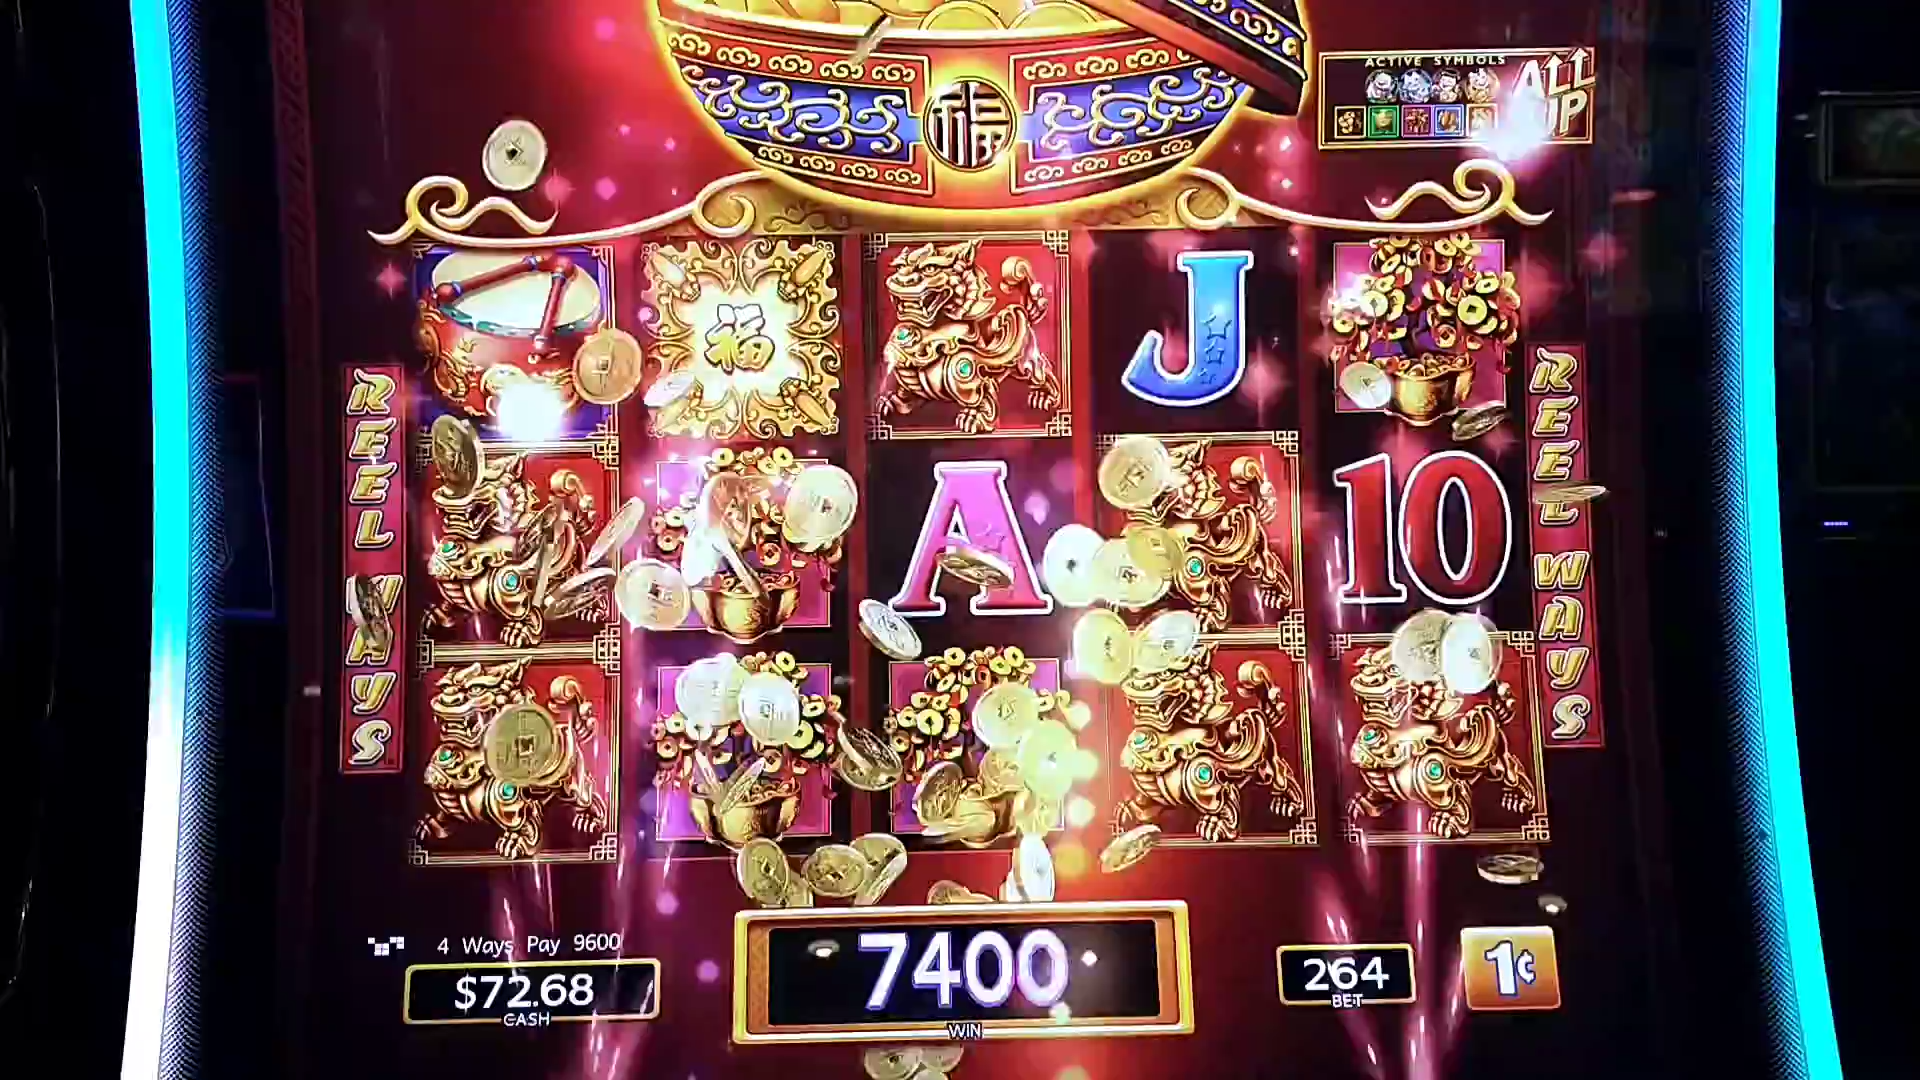 ACTIVE SYMBOLS
ALL UP
福
J
A
10
REEL WAYS
REEL WAYS
4 Ways Pay 9600
$72.68
CASH
7400
WIN
264
BET
1¢